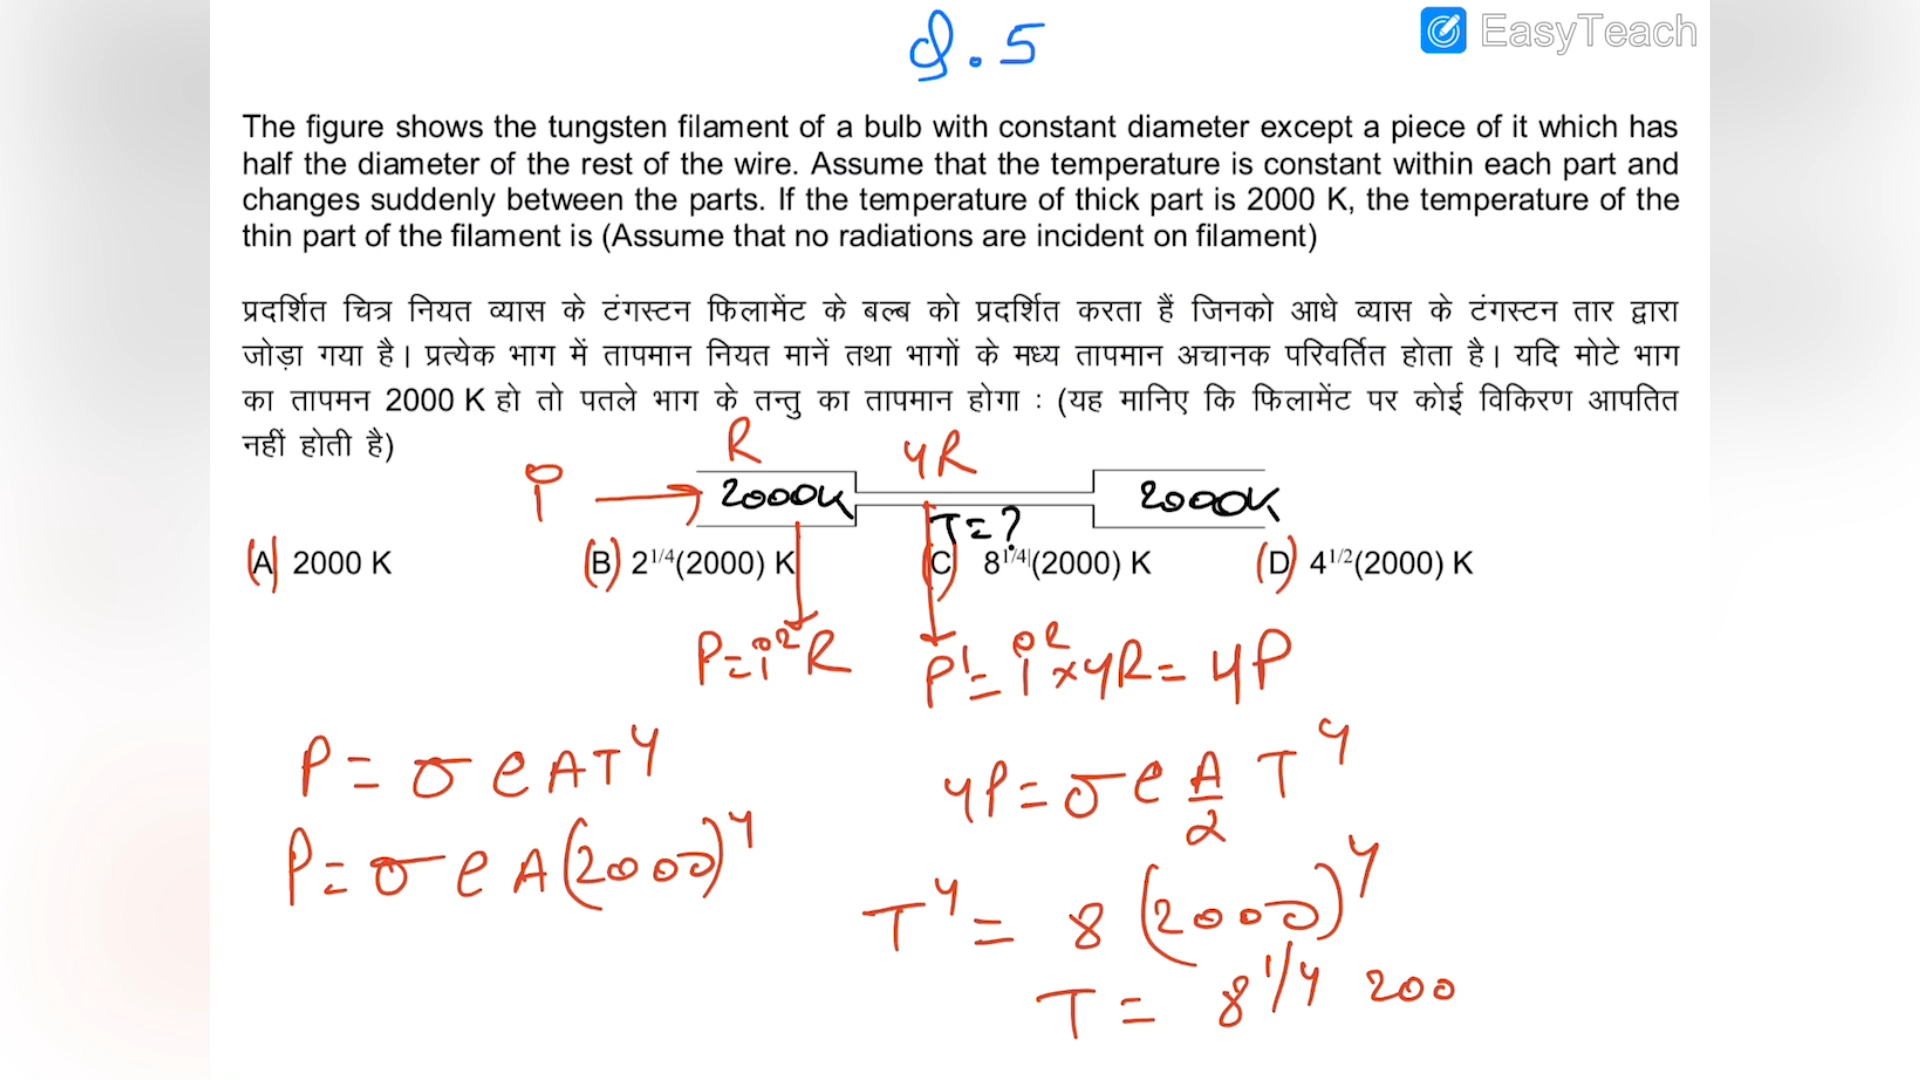 Q.5
EasyTeach
The figure shows the tungsten filament of a bulb with constant diameter except a piece of it which has
half the diameter of the rest of the wire. Assume that the temperature is constant within each part and
changes suddenly between the parts. If the temperature of thick part is 2000 K, the temperature of the
thin part of the filament is (Assume that no radiations are incident on filament)
प्रदर्शित चित्र नियत व्यास के टंगस्टन फिलामेंट के बल्ब को प्रदर्शित करता हैं जिनको आधे व्यास के टंगस्टन तार द्वारा
जोड़ा गया है। प्रत्येक भाग में तापमान नियत मानें तथा भागों के मध्य तापमान अचानक परिवर्तित होता है। यदि मोटे भाग
का तापमन 2000 K हो तो पतले भाग के तन्तु का तापमान होगा : (यह मानिए कि फिलामेंट पर कोई विकिरण आपतित
नहीं होती है)
R 4R
i 2000K 2000K
T=?
(A) 2000 K (B) 2^{1/4}(2000) K (C) 8^{1/4}(2000) K (D) 4^{1/2}(2000) K
P=i²R P'=i²×4R=4P
P=σeAT⁴ 4P=σe A/2 T⁴
P=σeA(2000)⁴
T⁴= 8(2000)⁴
T= 8^{1/4} 200